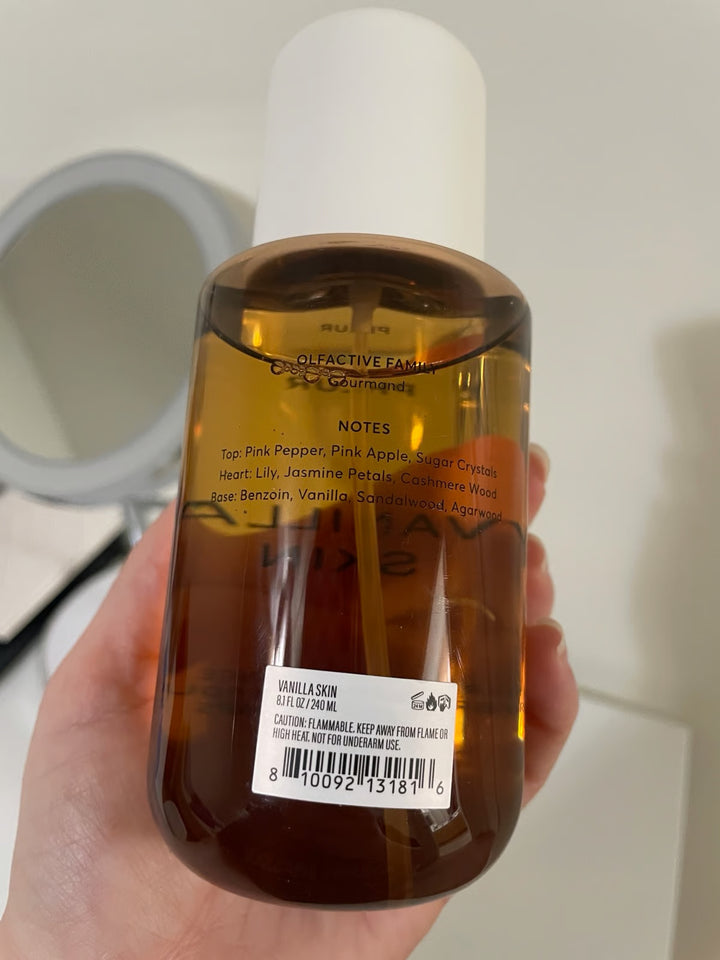 OLFACTIVE FAMILY
Gourmand
NOTES
Top: Pink Pepper, Pink Apple, Sugar Crystals
Heart: Lily, Jasmine Petals, Cashmere Wood
Base: Benzoin, Vanilla, Sandalwood, Agarwood
VANILLA
SKIN
VANILLA SKIN
8.1 FL OZ / 240 ML
CAUTION: FLAMMABLE. KEEP AWAY FROM FLAME OR
HIGH HEAT. NOT FOR UNDERARM USE.
8 10092 13181 6